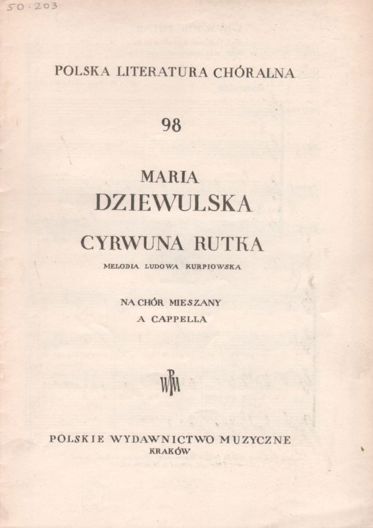 50-203
POLSKA LITERATURA CHÓRALNA
98
MARIA
DZIEWULSKA
CYRWUNA RUTKA
MELODIA LUDOWA KURPIOWSKA
NA CHÓR MIESZANY
A CAPPELLA
PWM
POLSKIE WYDAWNICTWO MUZYCZNE
KRAKÓW